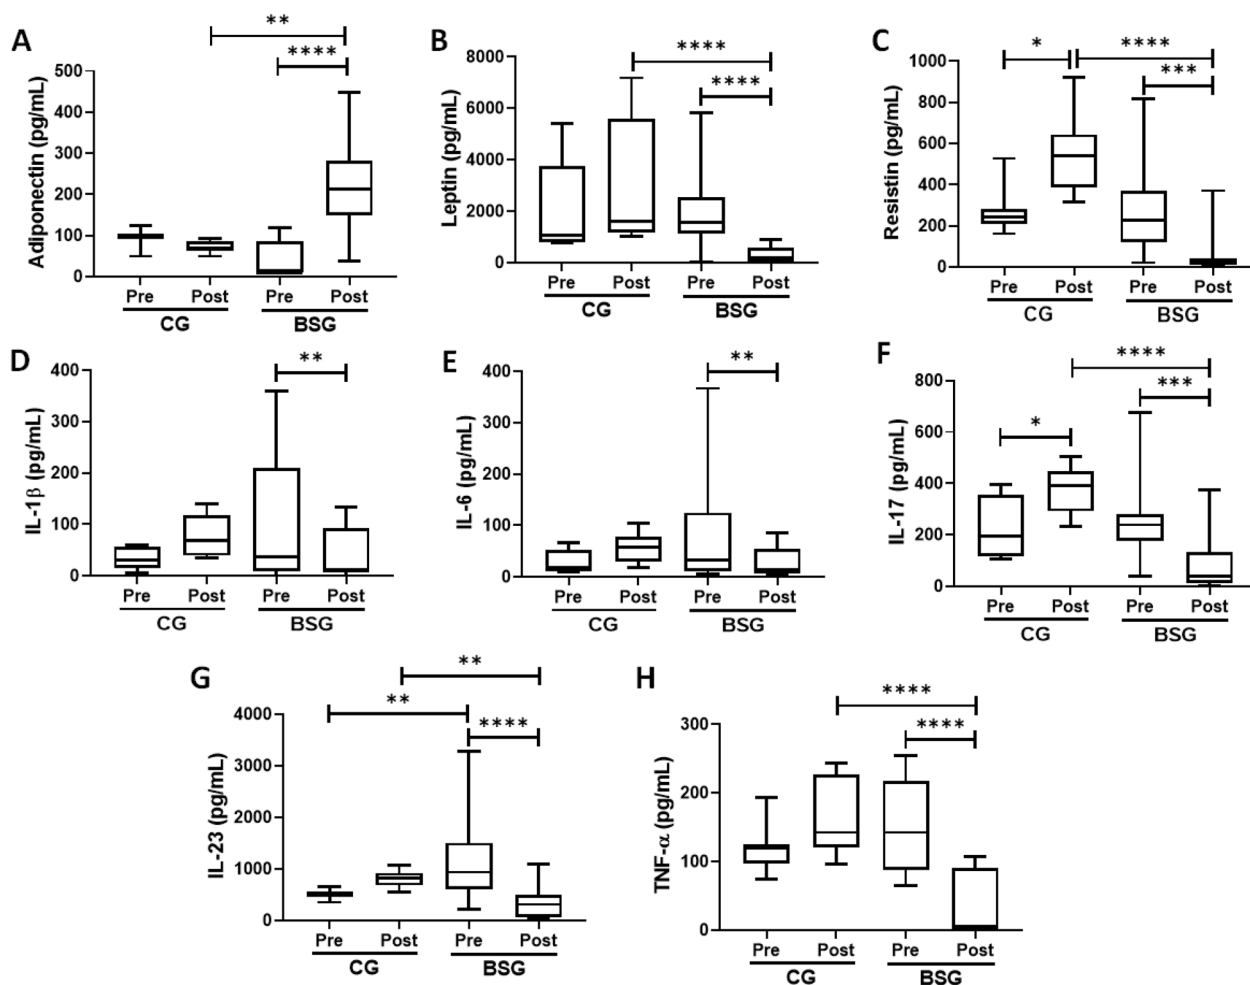 A
**
****
Adiponectin (pg/mL)
500
400
300
200
100
0
Pre Post Pre Post
CG BSG
B
****
****
Leptin (pg/mL)
8000
6000
4000
2000
0
Pre Post Pre Post
CG BSG
C
* ****
***
Resistin (pg/mL)
1000
800
600
400
200
0
Pre Post Pre Post
CG BSG
D
**
IL-1β (pg/mL)
400
300
200
100
0
Pre Post Pre Post
CG BSG
E
**
IL-6 (pg/mL)
400
300
200
100
0
Pre Post Pre Post
CG BSG
F
****
***
*
IL-17 (pg/mL)
800
600
400
200
0
Pre Post Pre Post
CG BSG
G
**
**
****
IL-23 (pg/mL)
4000
3000
2000
1000
0
Pre Post Pre Post
CG BSG
H
****
****
TNF-α (pg/mL)
300
200
100
0
Pre Post Pre Post
CG BSG